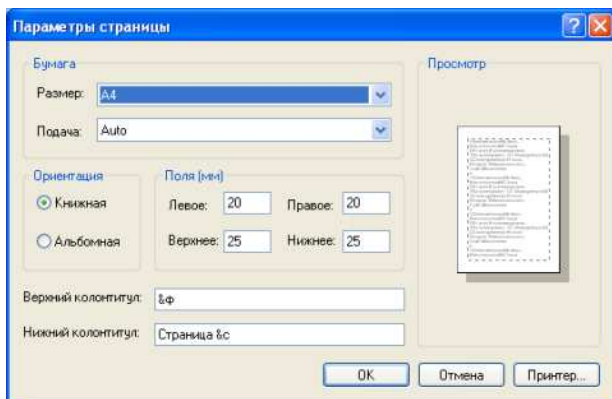 Параметры страницы
Бумага
Просмотр
Размер: A4
Подача: Auto
Ориентация
Книжная
Альбомная
Поля (мм)
Левое: 20 Правое: 20
Верхнее: 25 Нижнее: 25
Верхний колонтитул: &ф
Нижний колонтитул: Страница &с
OK Отмена Принтер...